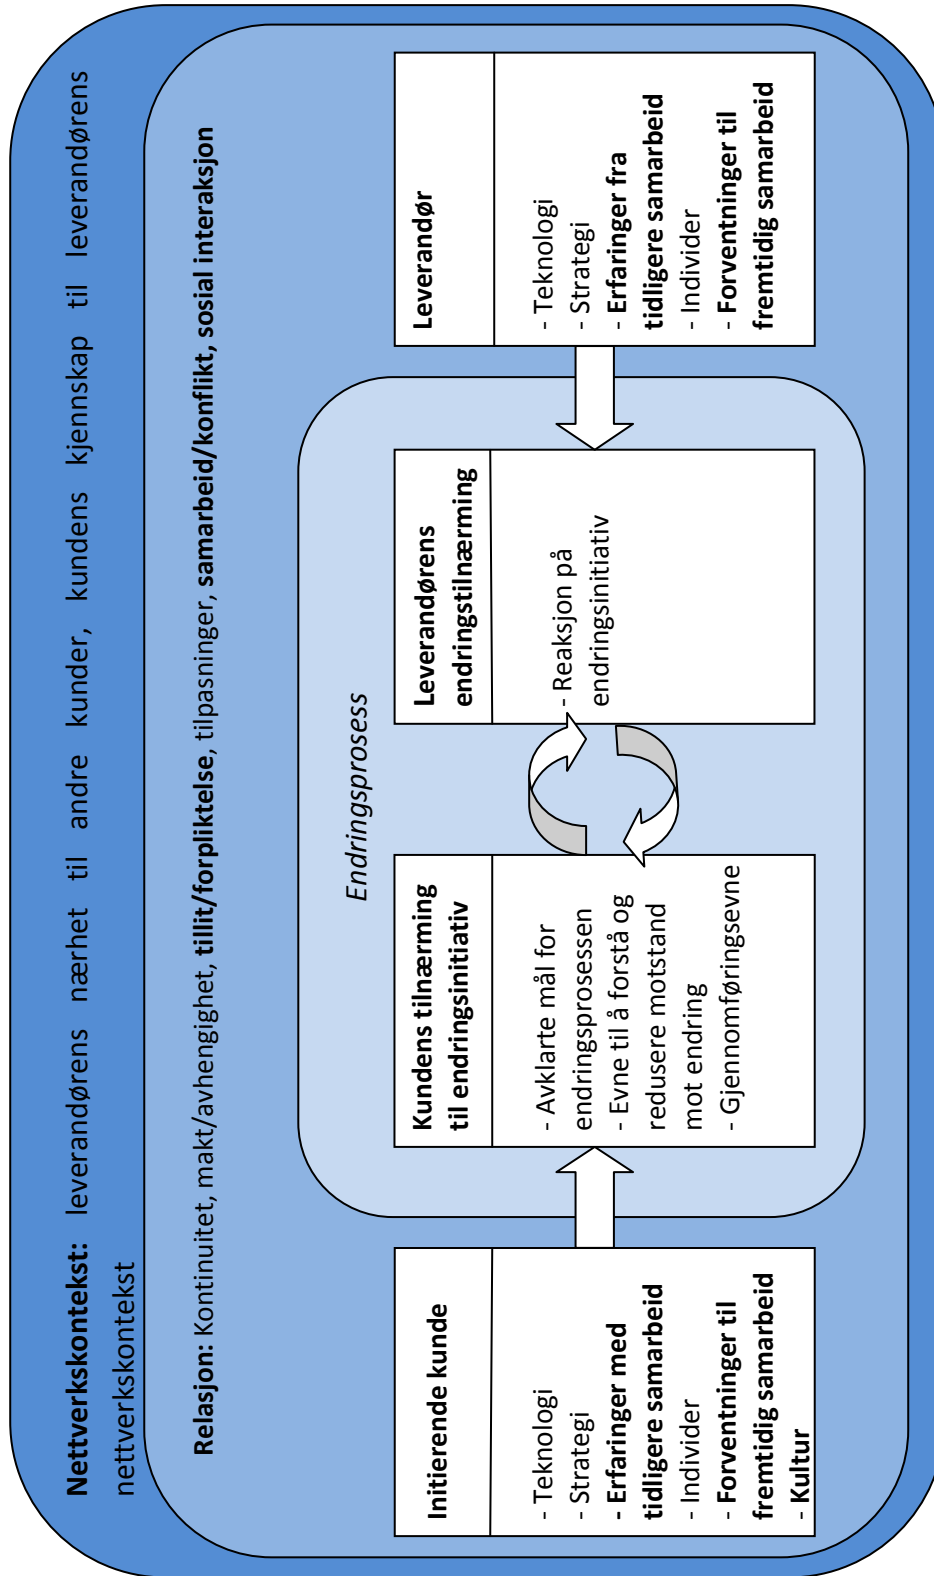 Nettverkskontekst: leverandørens nærhet til andre kunder, kundens kjennskap til leverandørens
nettverkskontekst
Relasjon: Kontinuitet, makt/avhengighet, tillit/forpliktelse, tilpasninger, samarbeid/konflikt, sosial interaksjon
Endringsprosess
Initierende kunde
- Teknologi
- Strategi
- Erfaringer med
tidligere samarbeid
- Individer
- Forventninger til
fremtidig samarbeid
- Kultur
Kundens tilnærming
til endringsinitiativ
- Avklarte mål for
endringsprosessen
- Evne til å forstå og
redusere motstand
mot endring
- Gjennomføringsevne
Leverandørens
endringstilnærming
- Reaksjon på
endringsinitiativ
Leverandør
- Teknologi
- Strategi
- Erfaringer fra
tidligere samarbeid
- Individer
- Forventninger til
fremtidig samarbeid